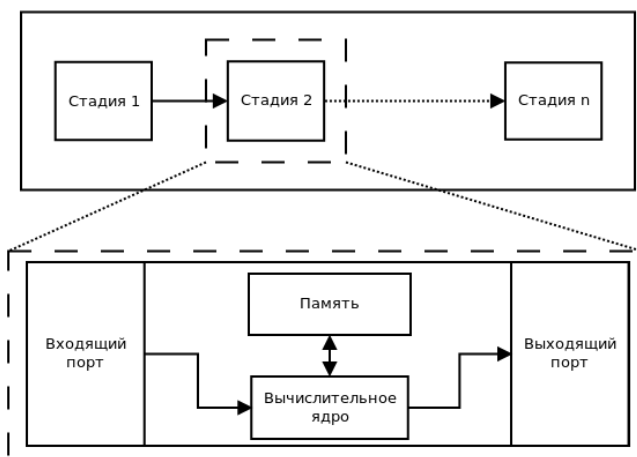 Стадия 1
Стадия 2
Стадия n
Память
Входящий
порт
Выходящий
порт
Вычислительное
ядро